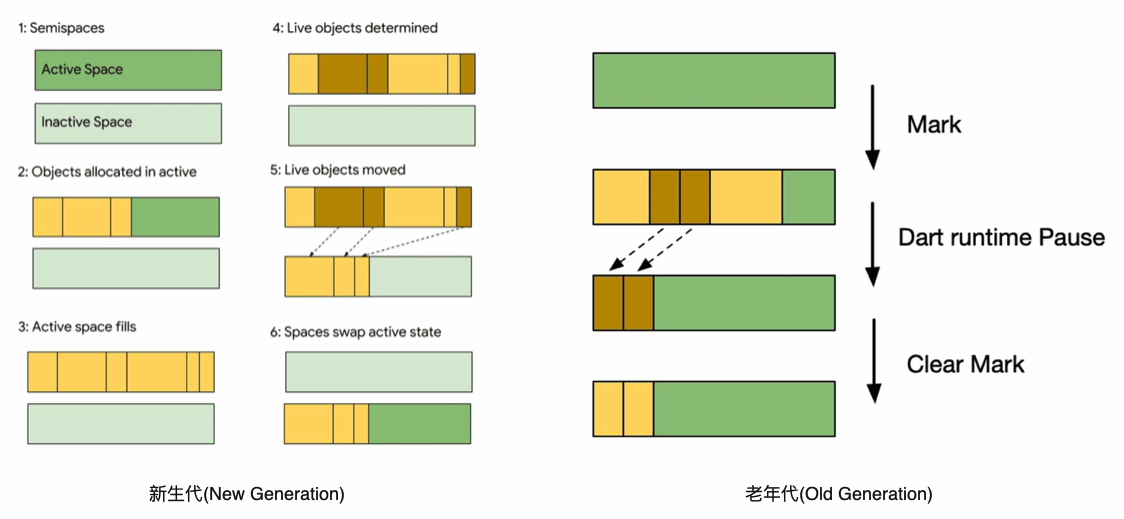 1: Semispaces
Active Space
Inactive Space
2: Objects allocated in active
3: Active space fills
4: Live objects determined
5: Live objects moved
6: Spaces swap active state
新生代(New Generation)
Mark
Dart runtime Pause
Clear Mark
老年代(Old Generation)